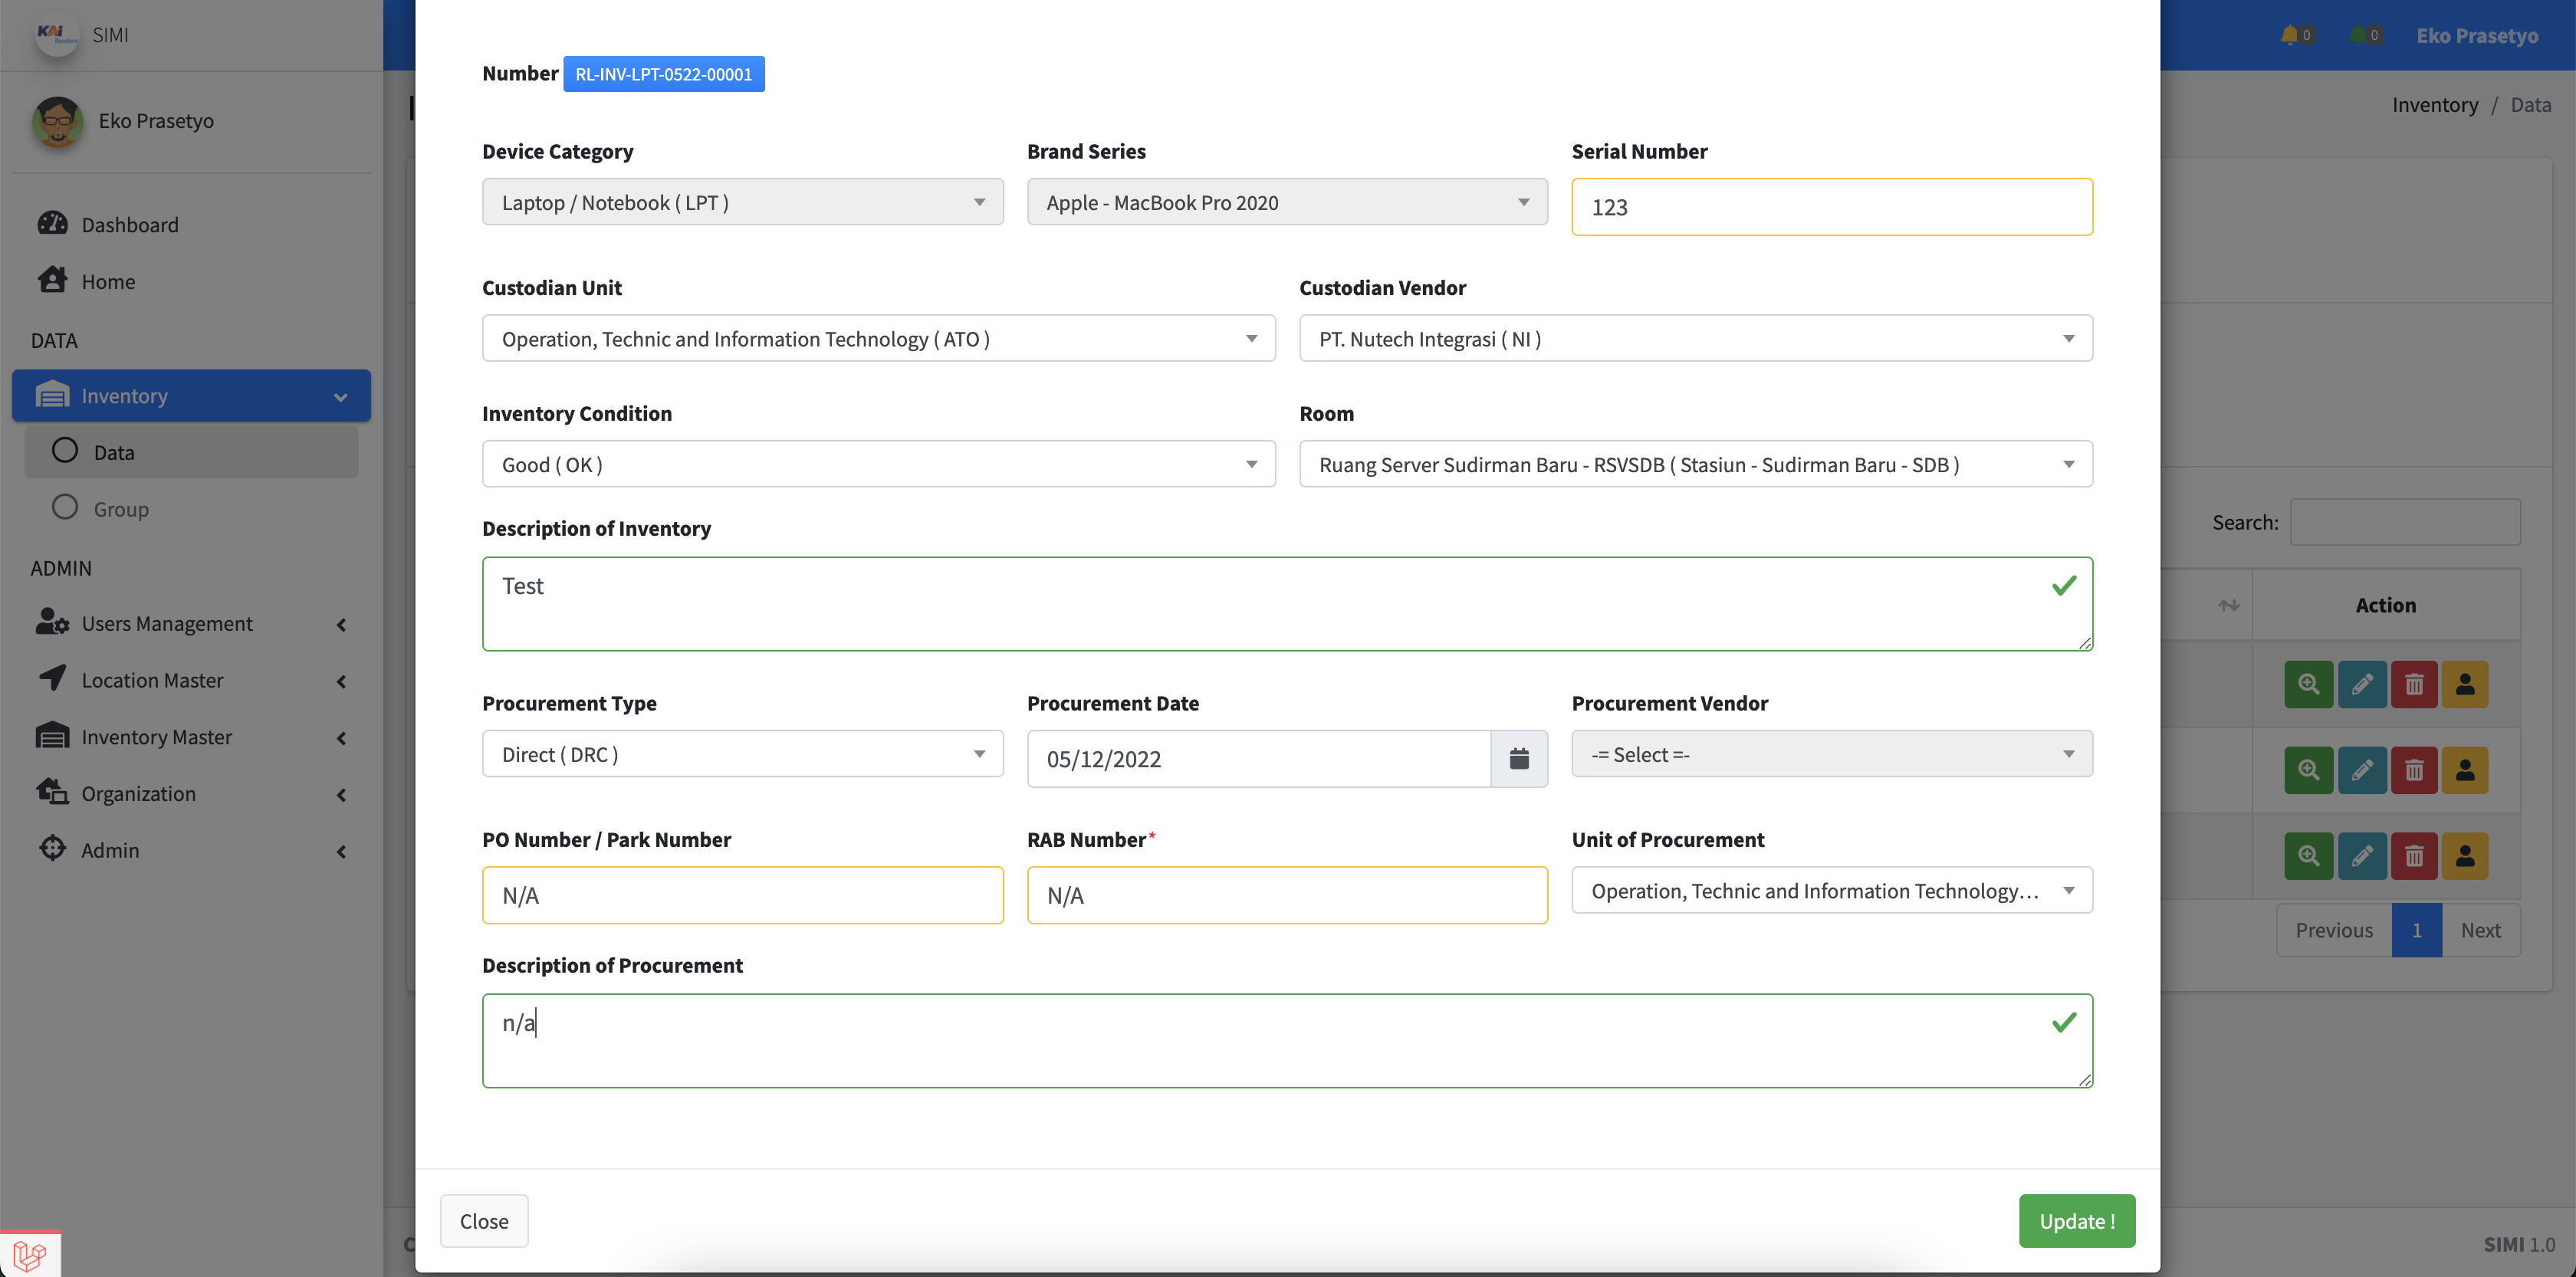 KAI
SIMI
0
0
Eko Prasetyo
Eko Prasetyo
Inventory / Data
Dashboard
Home
DATA
Inventory
Data
Group
ADMIN
Users Management
Location Master
Inventory Master
Organization
Admin
Number RL-INV-LPT-0522-00001
Device Category
Brand Series
Serial Number
Laptop / Notebook ( LPT )
Apple - MacBook Pro 2020
123
Custodian Unit
Custodian Vendor
Operation, Technic and Information Technology ( ATO )
PT. Nutech Integrasi ( NI )
Inventory Condition
Room
Good ( OK )
Ruang Server Sudirman Baru - RSVSDB ( Stasiun - Sudirman Baru - SDB )
Description of Inventory
Test
Procurement Type
Procurement Date
Procurement Vendor
Direct ( DRC )
05/12/2022
-= Select =-
PO Number / Park Number
RAB Number*
Unit of Procurement
N/A
N/A
Operation, Technic and Information Technology...
Description of Procurement
n/a
Close
Update !
Search:
Action
Previous
1
Next
SIMI 1.0